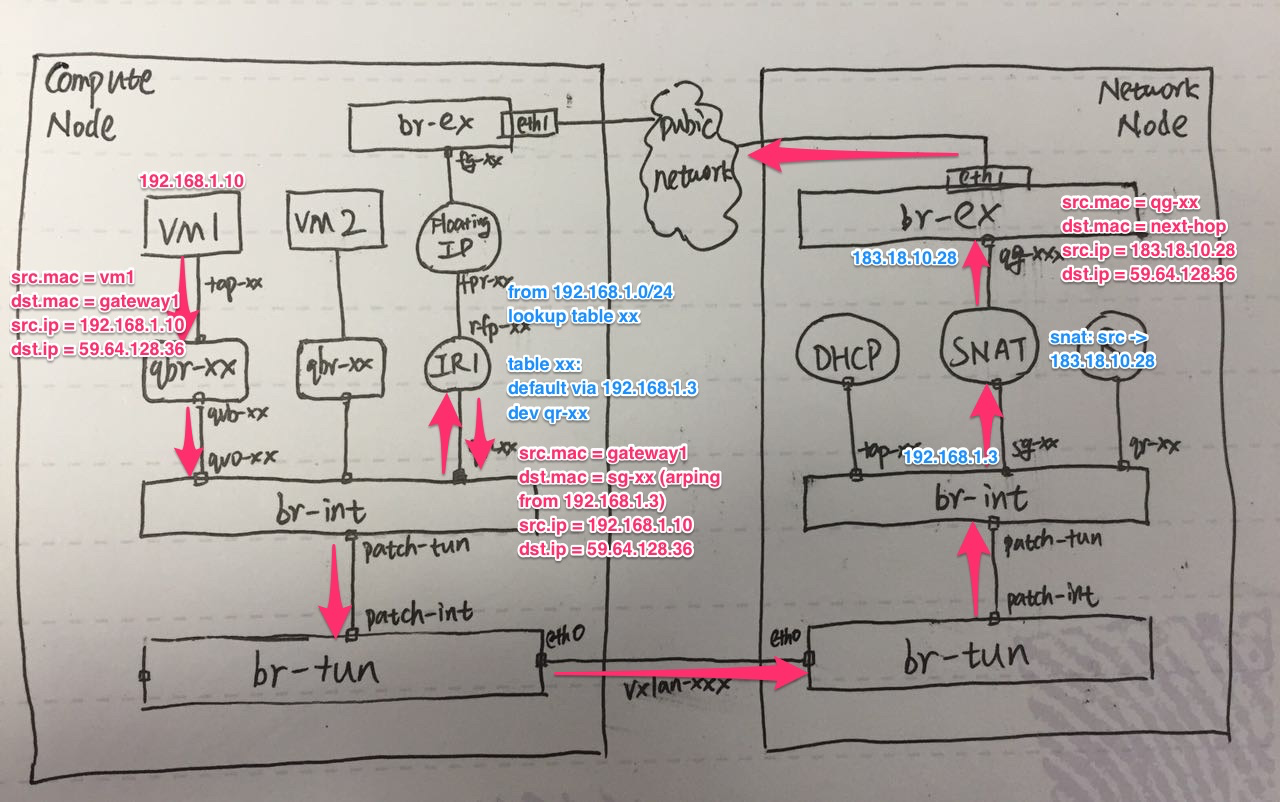 Compute
Node
br-ex
eth1
fg-xx
pubic
network
Network
Node
eth1
br-ex
192.168.1.10
vm1
vm2
Floating
IP
src.mac = qg-xx
dst.mac = next-hop
src.ip = 183.18.10.28
dst.ip = 59.64.128.36
183.18.10.28
qg-xxx
src.mac = vm1
dst.mac = gateway1
src.ip = 192.168.1.10
dst.ip = 59.64.128.36
tap-xx
fpr-xx
rfp-xx
from 192.168.1.0/24
lookup table xx
qbr-xx
qbr-xx
IR1
table xx:
default via 192.168.1.3
dev qr-xx
DHCP
SNAT
snat: src ->
183.18.10.28
qvb-xx
qvo-xx
src.mac = gateway1
dst.mac = sg-xx (arping
from 192.168.1.3)
src.ip = 192.168.1.10
dst.ip = 59.64.128.36
192.168.1.3
sg-xx
qr-xx
br-int
br-int
patch-tun
patch-tun
patch-int
patch-int
br-tun
eth0
vxlan-xxx
eth0
br-tun